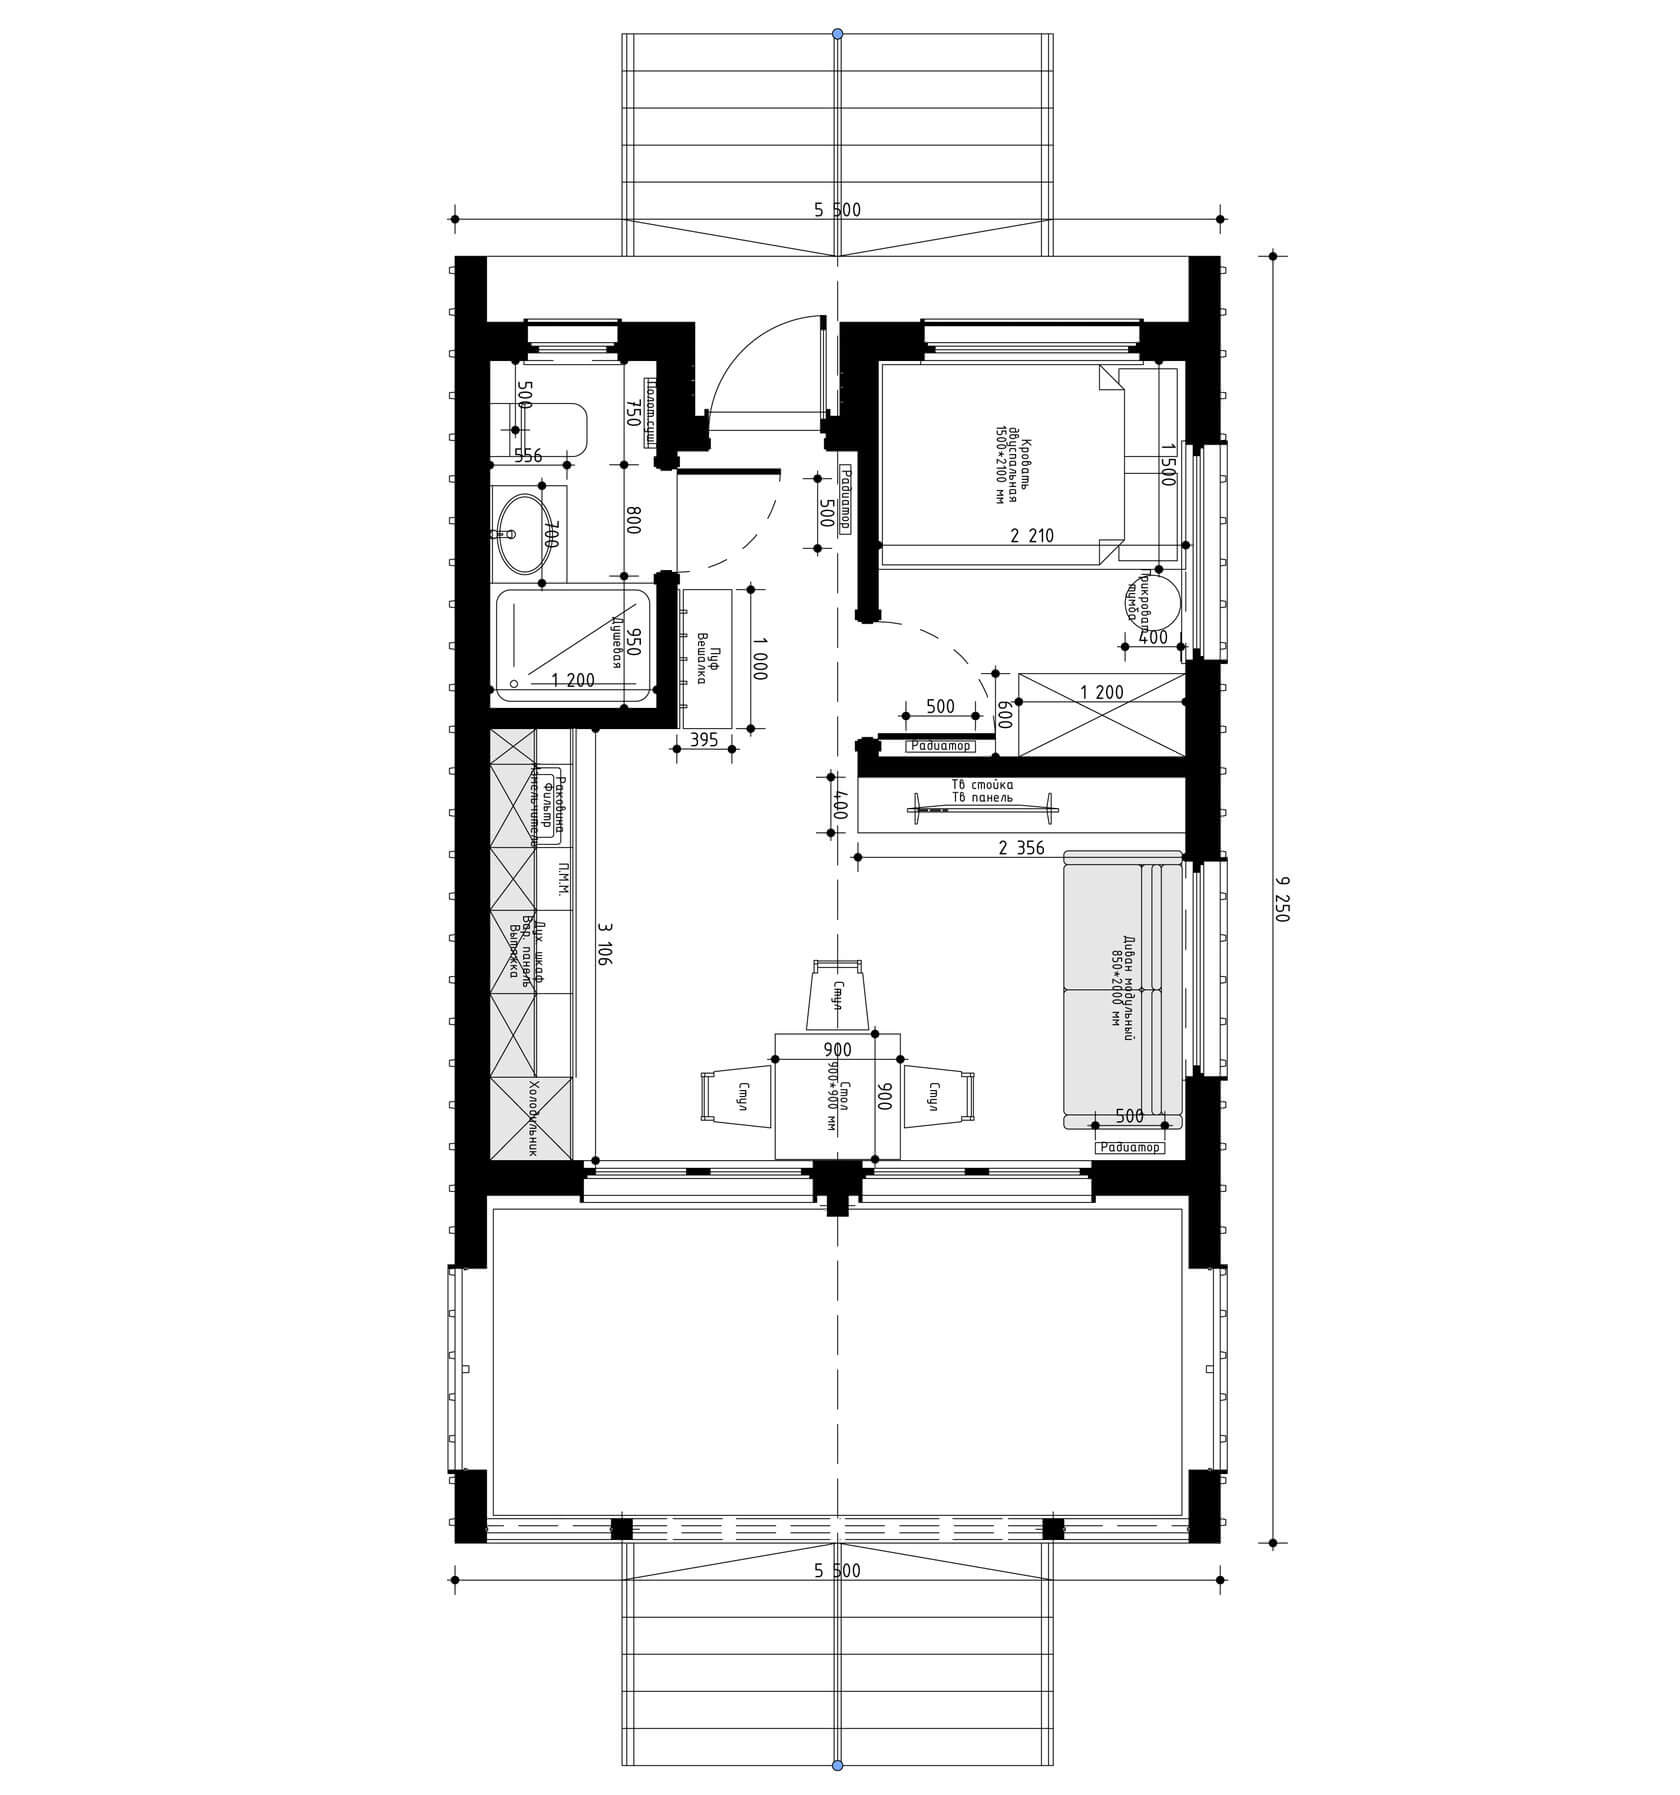 5 500
500
750
Полот.суш
556
700
800
Радиатор
500
Кровать
двуспальная
1500*2100 мм
1 500
2 210
Прикроват
тумба
400
Душевая
950
1 200
Пуф
Вешалка
1 000
395
500
600
1 200
Радиатор
Тв стойка
Тв панель
400
2 356
Раковина
Фильтр
Измельчитель
П.М.М.
Дух. шкаф
Вар. панель
Вытяжка
Холодильник
3 106
9 250
Диван модульный
850*2000 мм
Стул
900
Стол
900*900 мм
900
Стул
Стул
500
Радиатор
5 500